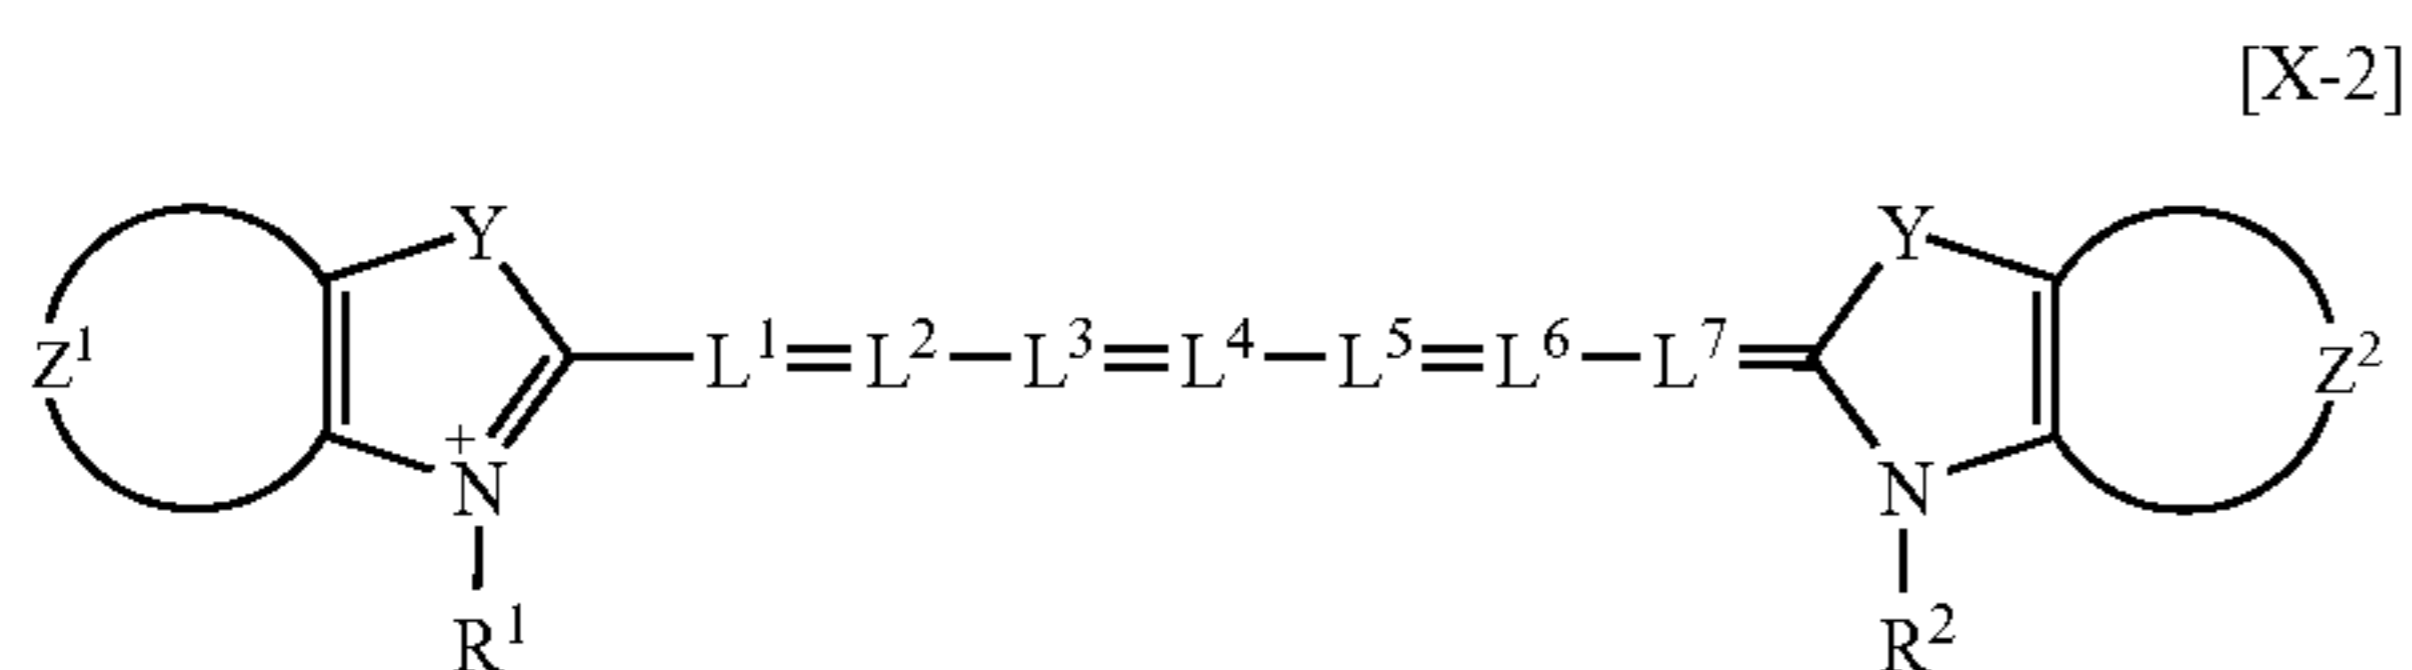 [X-2]
Y Y
Z¹ L¹=L²—L³=L⁴—L⁵=L⁶—L⁷= Z²
+
N N
R¹ R²